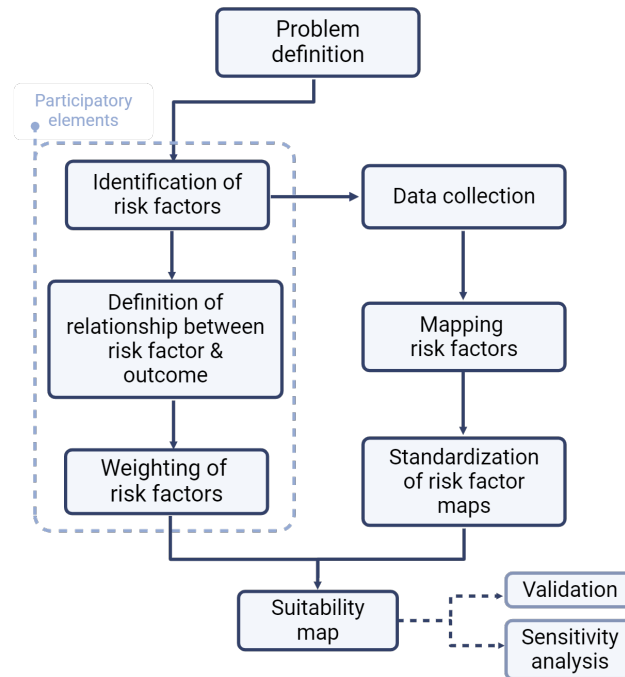 Problem
definition
Participatory
elements
Identification of
risk factors
Data collection
Definition of
relationship between
risk factor &
outcome
Mapping
risk factors
Weighting of
risk factors
Standardization
of risk factor
maps
Suitability
map
Validation
Sensitivity
analysis